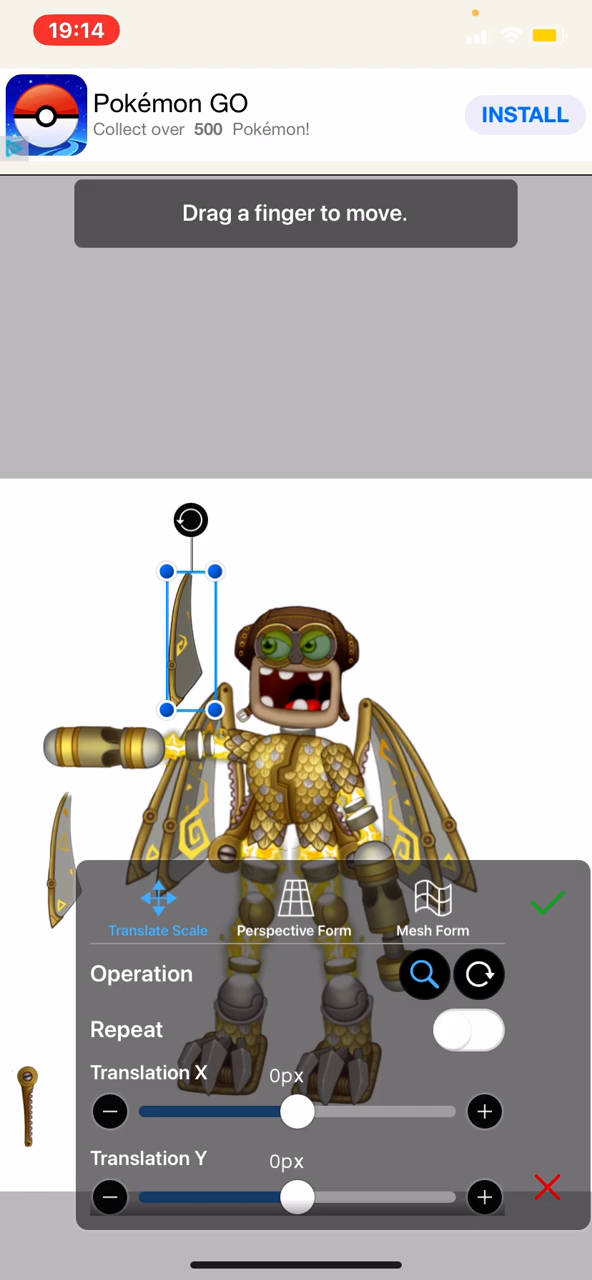 19:14
Pokémon GO
Collect over 500 Pokémon!
INSTALL
Drag a finger to move.
Translate Scale
Perspective Form
Mesh Form
Operation
Repeat
Translation X
0px
Translation Y
0px